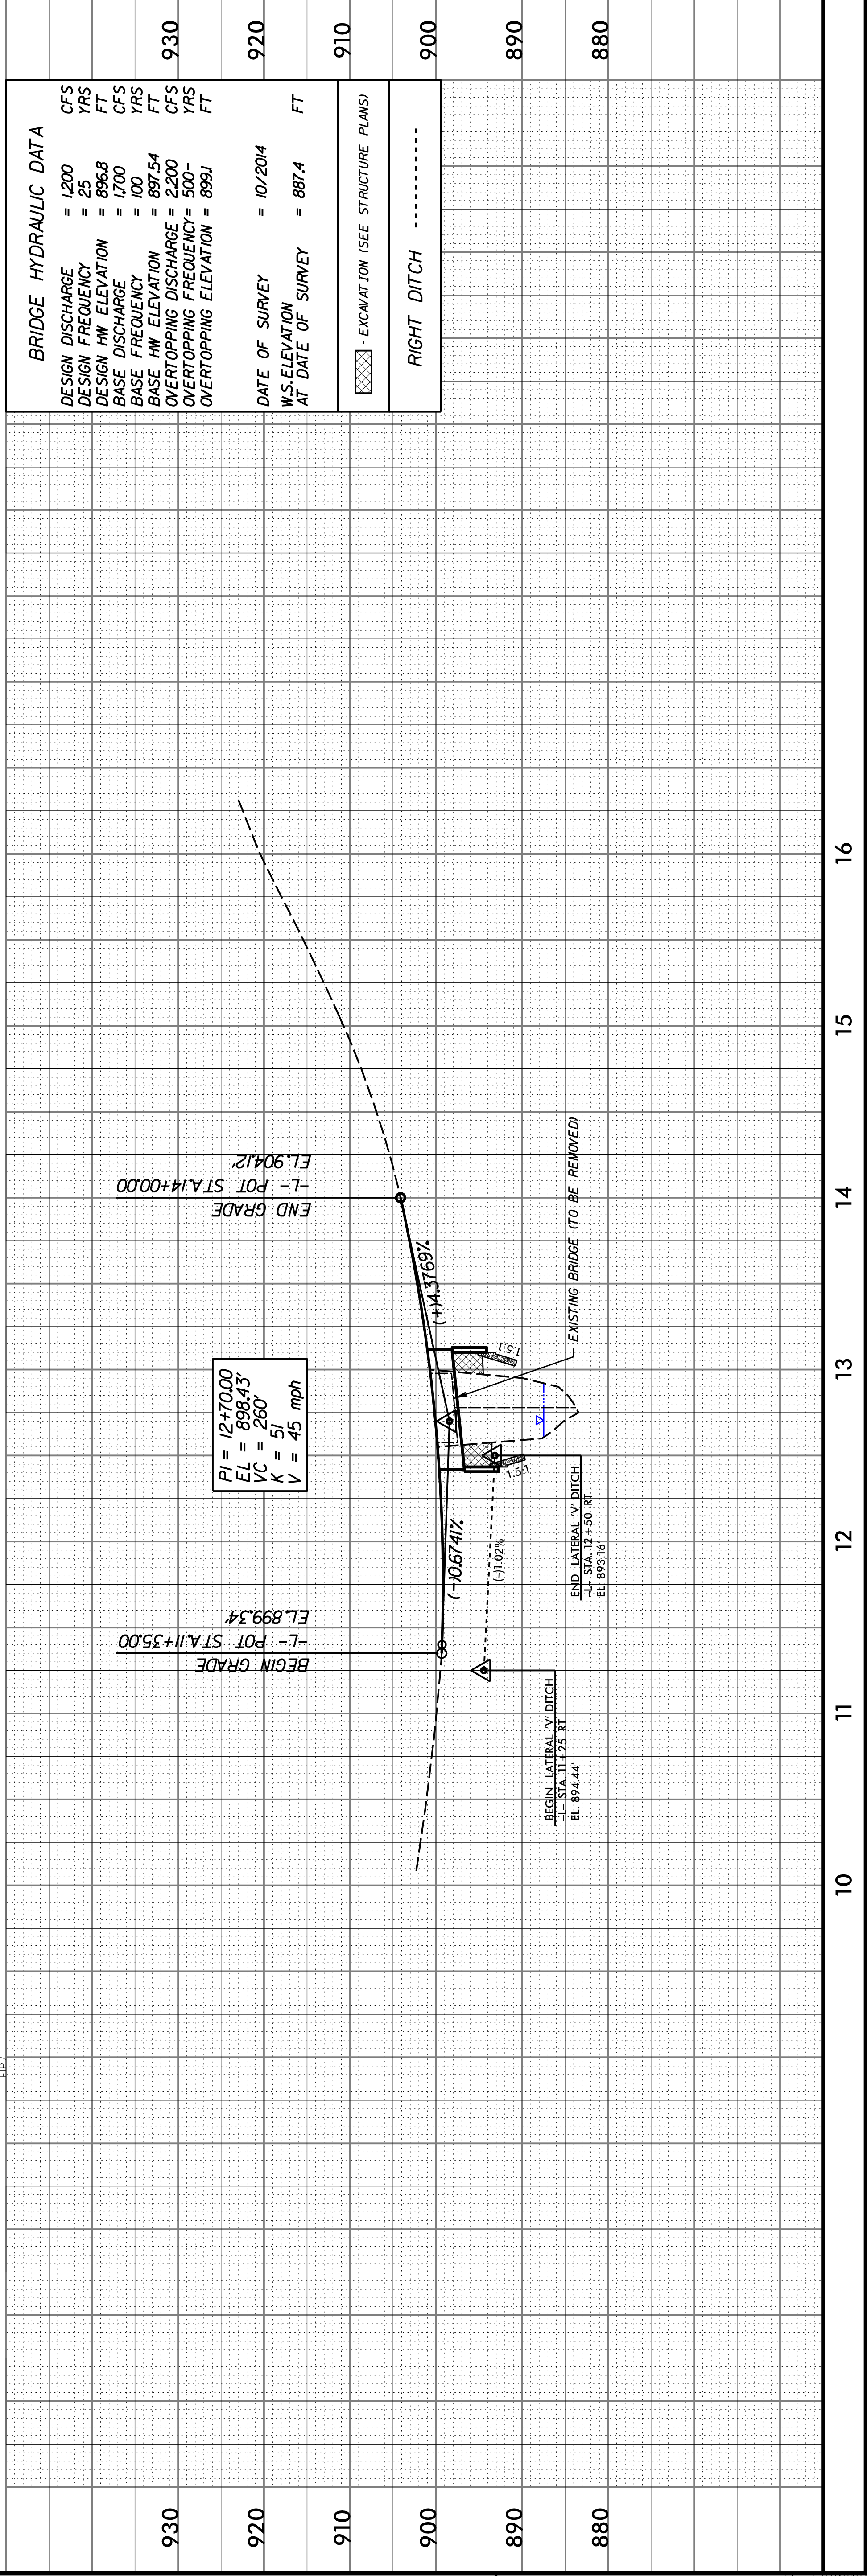 930
920
910
900
890
880
BRIDGE HYDRAULIC DATA
DESIGN DISCHARGE = 1,200 CFS
DESIGN FREQUENCY = 25 YRS
DESIGN HW ELEVATION = 896.8 FT
BASE DISCHARGE = 1,700 CFS
BASE FREQUENCY = 100 YRS
BASE HW ELEVATION = 897.54 FT
OVERTOPPING DISCHARGE = 2,200 CFS
OVERTOPPING FREQUENCY = 500- YRS
OVERTOPPING ELEVATION = 899.1 FT
DATE OF SURVEY = 10/2014
W.S. ELEVATION
AT DATE OF SURVEY = 887.4 FT
- EXCAVATION (SEE STRUCTURE PLANS)
RIGHT DITCH
END GRADE
-L- POT STA. 14+00.00
EL. 904.12'
BEGIN GRADE
-L- POT STA. 11+35.00
EL. 899.34'
PI = 12+70.00
EL = 898.43'
VC = 260'
K = 51
V = 45 mph
(-)0.6741%
(+)4.3769%
EXISTING BRIDGE (TO BE REMOVED)
1.5:1
1.5:1
(-)1.02%
BEGIN LATERAL 'V' DITCH
-L- STA. 11+25 RT
EL. 894.44'
END LATERAL 'V' DITCH
-L- STA. 12+50 RT
EL. 893.16'
930
920
910
900
890
880
10
11
12
13
14
15
16